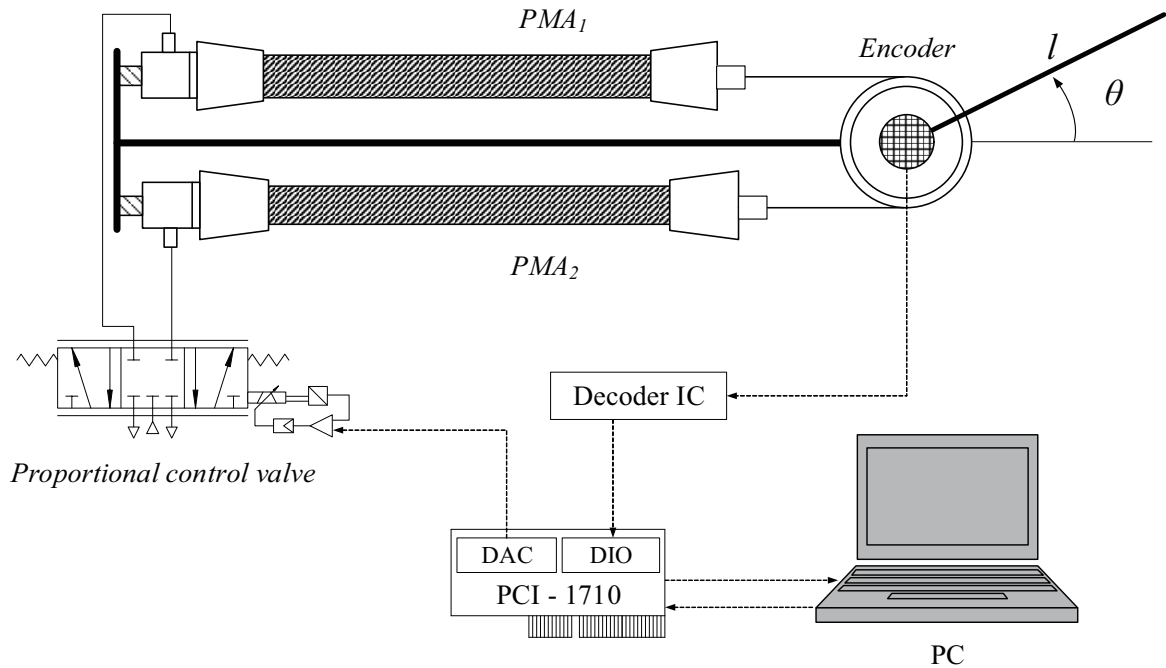 PMA1
Encoder
l
θ
PMA2
Decoder IC
Proportional control valve
DAC
DIO
PCI - 1710
PC